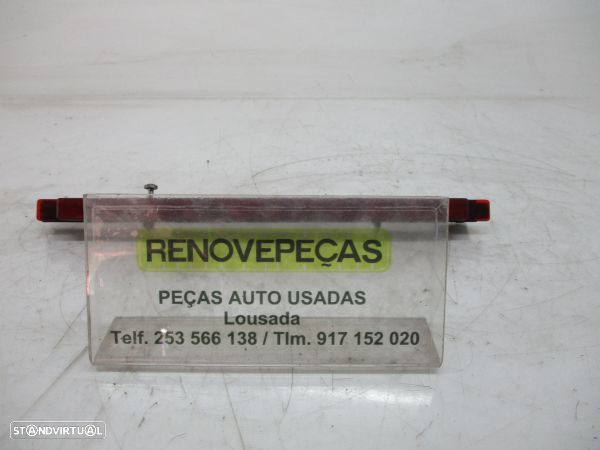 RENOVEPEÇAS
PEÇAS AUTO USADAS
Lousada
Telf. 253 566 138 / Tlm. 917 152 020
STANDVIRTUAL